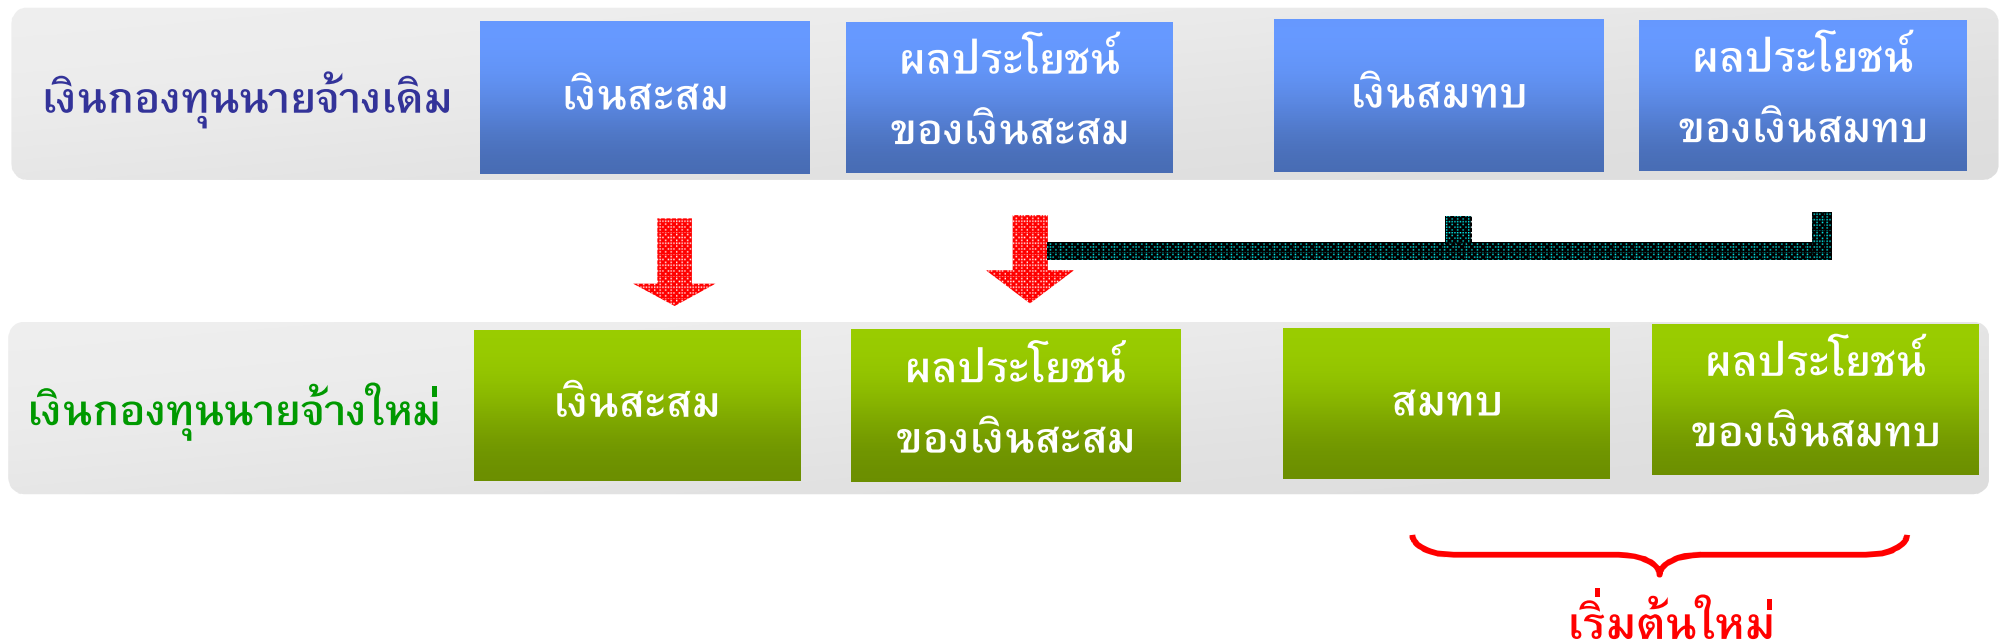 เงินกองทุนนายจ้างเดิม
เงินสะสม
ผลประโยชน์
ของเงินสะสม
เงินสมทบ
ผลประโยชน์
ของเงินสมทบ
เงินกองทุนนายจ้างใหม่
เงินสะสม
ผลประโยชน์
ของเงินสะสม
สมทบ
ผลประโยชน์
ของเงินสมทบ
เริ่มต้นใหม่